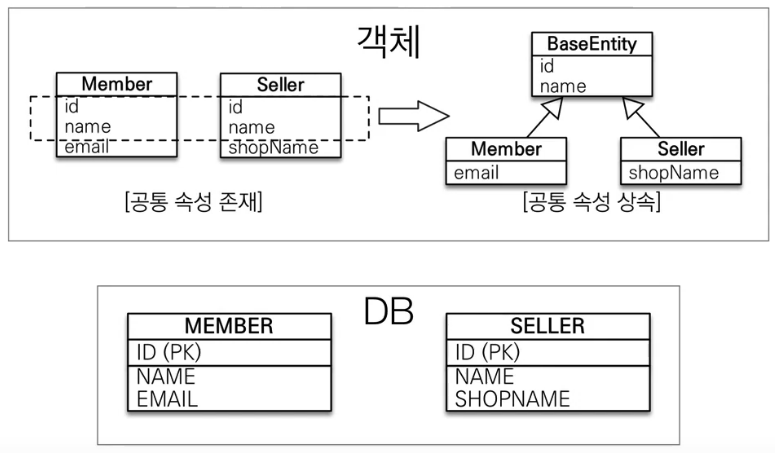 객체
Member
id
name
email
Seller
id
name
shopName
[공통 속성 존재]
BaseEntity
id
name
Member
email
Seller
shopName
[공통 속성 상속]
DB
MEMBER
ID (PK)
NAME
EMAIL
SELLER
ID (PK)
NAME
SHOPNAME